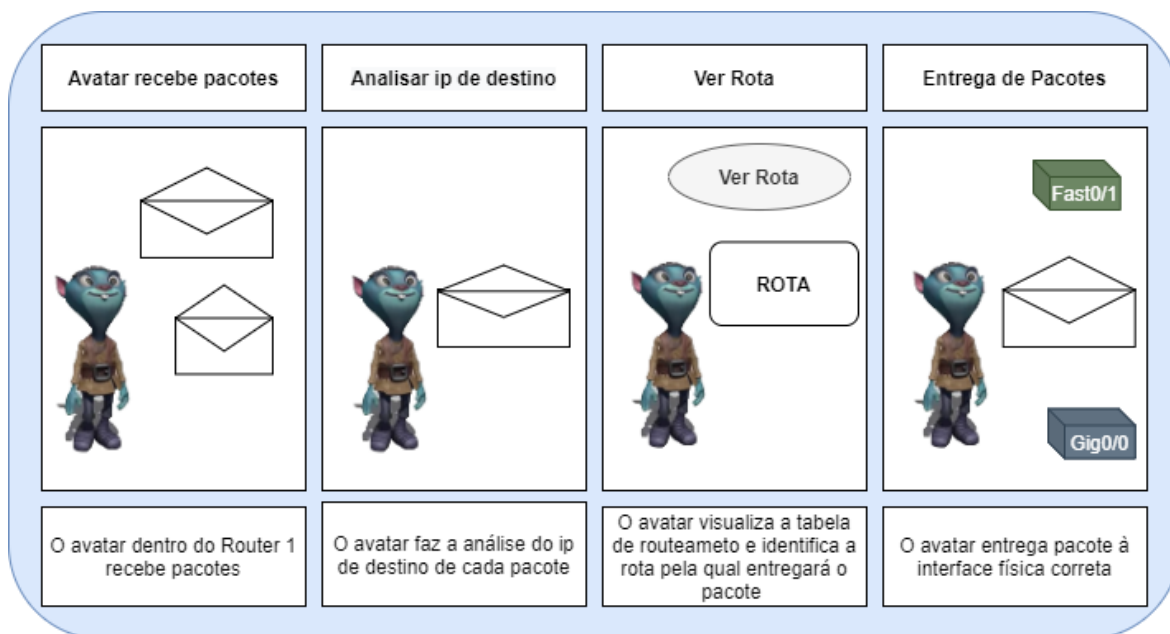 Avatar recebe pacotes
Analisar ip de destino
Ver Rota
Entrega de Pacotes
Ver Rota
ROTA
Fast0/1
Gig0/0
O avatar dentro do Router 1
recebe pacotes
O avatar faz a análise do ip
de destino de cada pacote
O avatar visualiza a tabela
de routeameto e identifica a
rota pela qual entregará o
pacote
O avatar entrega pacote à
interface física correta